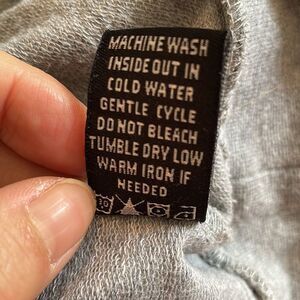 MACHINE WASH
INSIDE OUT IN
COLD WATER
GENTLE CYCLE
DO NOT BLEACH
TUMBLE DRY LOW
WARM IRON IF
NEEDED
30